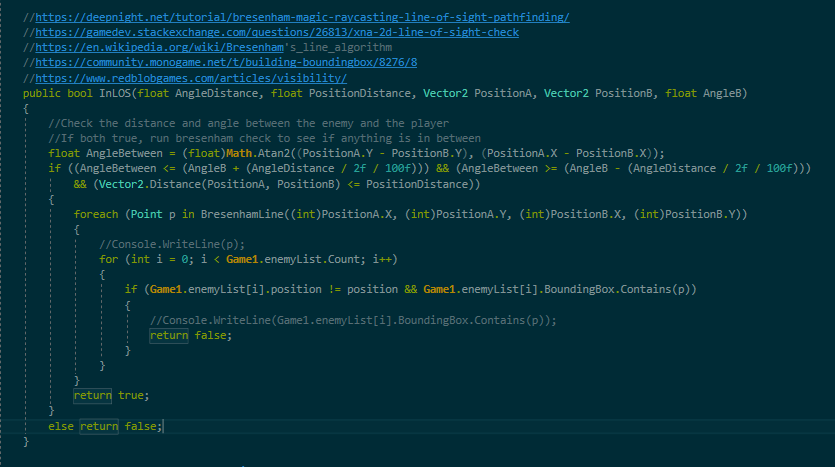 //https://deepnight.net/tutorial/bresenham-magic-raycasting-line-of-sight-pathfinding/
//https://gamedev.stackexchange.com/questions/26813/xna-2d-line-of-sight-check
//https://en.wikipedia.org/wiki/Bresenham's_line_algorithm
//https://community.monogame.net/t/building-boundingbox/8276/8
//https://www.redblobgames.com/articles/visibility/
public bool InLOS(float AngleDistance, float PositionDistance, Vector2 PositionA, Vector2 PositionB, float AngleB)
{
    //Check the distance and angle between the enemy and the player
    //If both true, run bresenham check to see if anything is in between
    float AngleBetween = (float)Math.Atan2((PositionA.Y - PositionB.Y), (PositionA.X - PositionB.X));
    if ((AngleBetween <= (AngleB + (AngleDistance / 2f / 100f))) && (AngleBetween >= (AngleB - (AngleDistance / 2f / 100f)))
        && (Vector2.Distance(PositionA, PositionB) <= PositionDistance))
    {
        foreach (Point p in BresenhamLine((int)PositionA.X, (int)PositionA.Y, (int)PositionB.X, (int)PositionB.Y))
        {
            //Console.WriteLine(p);
            for (int i = 0; i < Game1.enemyList.Count; i++)
            {
                if (Game1.enemyList[i].position != position && Game1.enemyList[i].BoundingBox.Contains(p))
                {
                    //Console.WriteLine(Game1.enemyList[i].BoundingBox.Contains(p));
                    return false;
                }
            }
        }
        return true;
    }
    else return false;
}